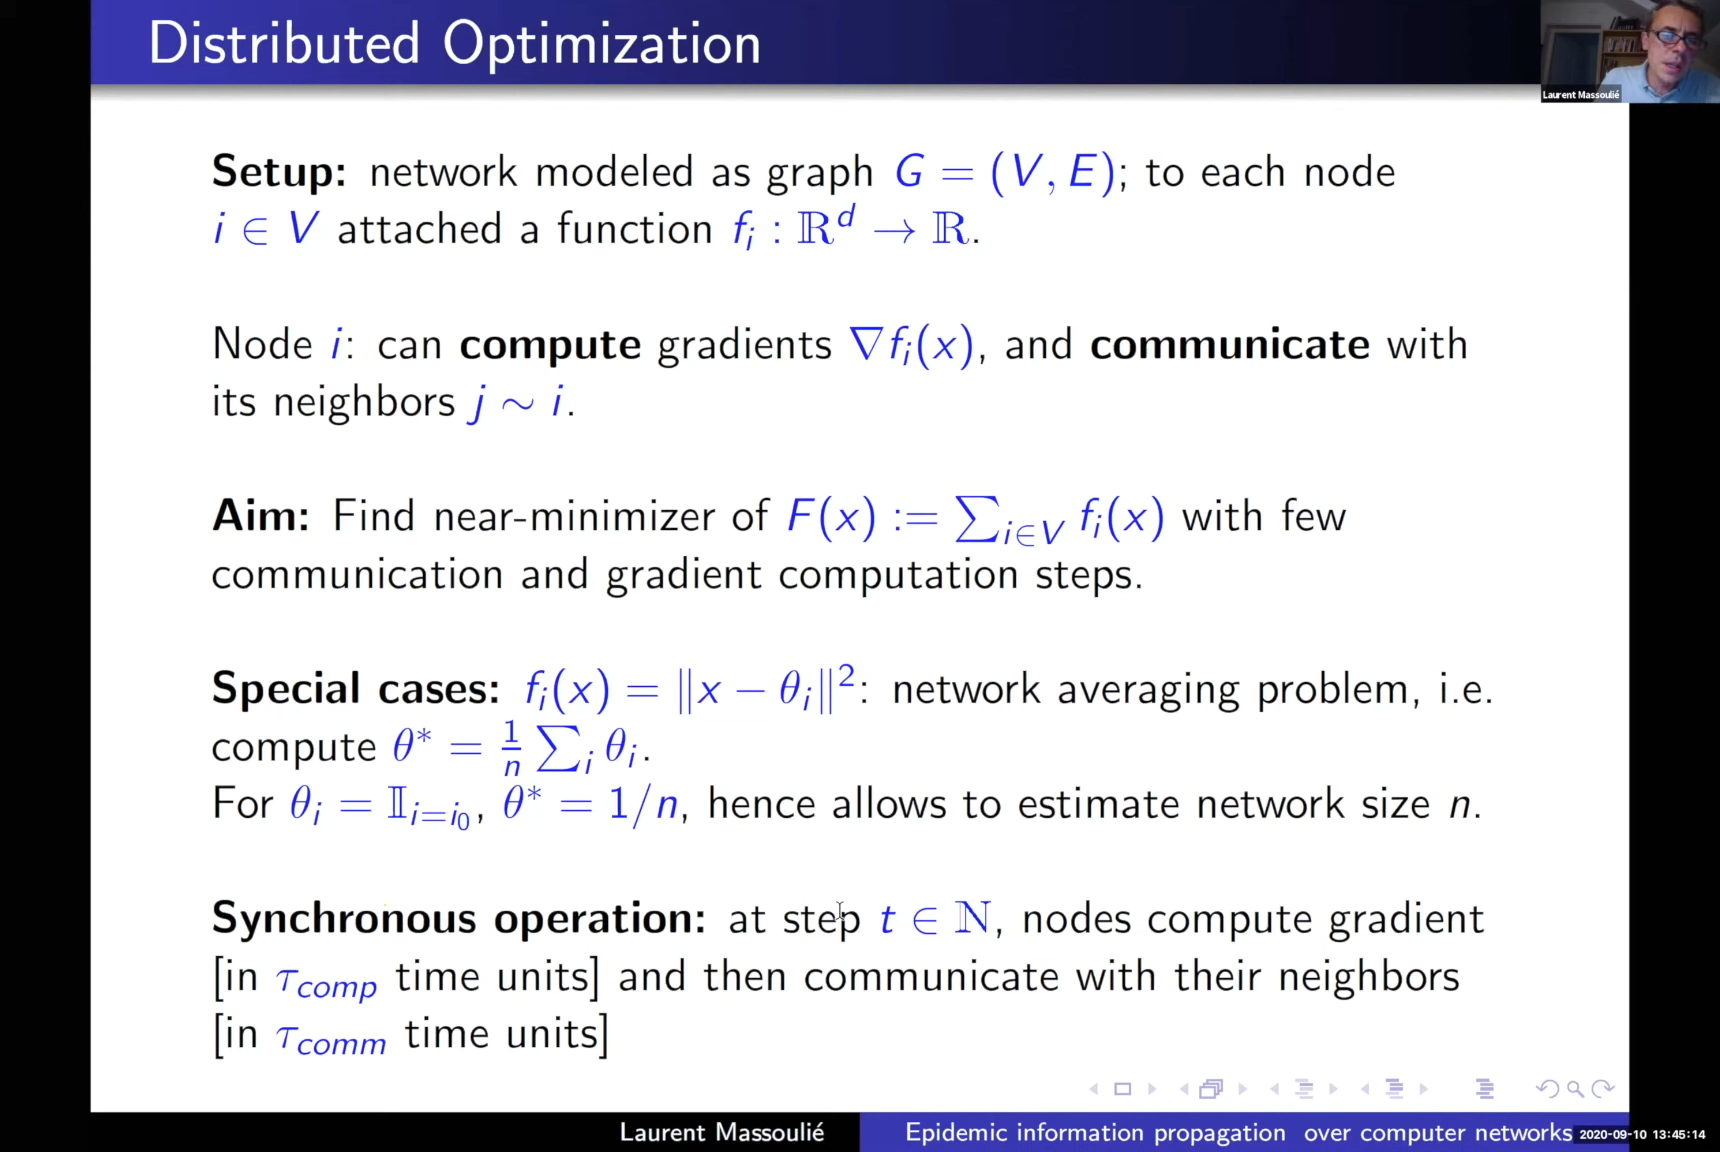 Distributed Optimization
Laurent Massoulié
Setup: network modeled as graph G = (V, E); to each node
i ∈ V attached a function f_i : ℝ^d → ℝ.
Node i: can compute gradients ∇f_i(x), and communicate with
its neighbors j ∼ i.
Aim: Find near-minimizer of F(x) := ∑_{i∈V} f_i(x) with few
communication and gradient computation steps.
Special cases: f_i(x) = ‖x − θ_i‖²: network averaging problem, i.e.
compute θ* = 1/n ∑_i θ_i.
For θ_i = 𝕀_{i=i_0}, θ* = 1/n, hence allows to estimate network size n.
Synchronous operation: at step t ∈ ℕ, nodes compute gradient
[in τ_comp time units] and then communicate with their neighbors
[in τ_comm time units]
Laurent Massoulié Epidemic information propagation over computer networks 2020-09-10 13:45:14